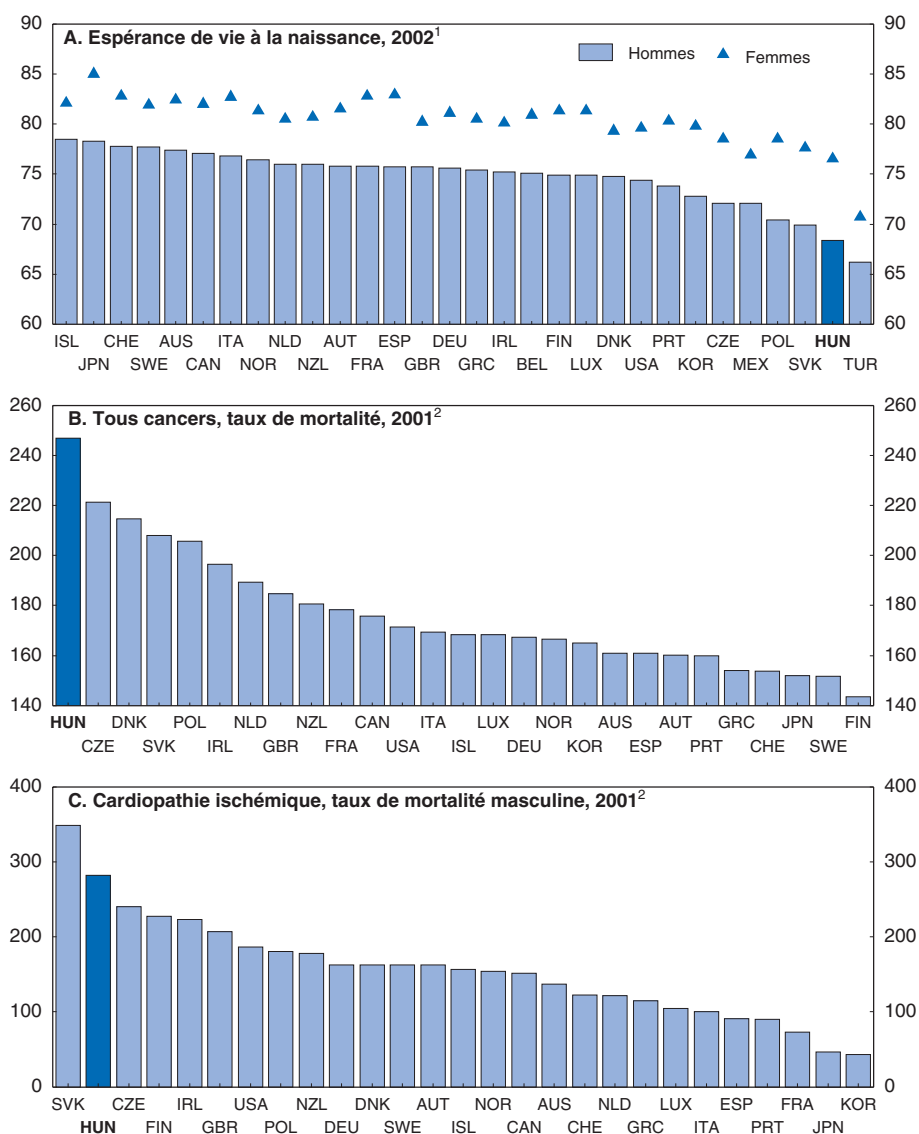 90 90
A. Espérance de vie à la naissance, 2002¹
Hommes Femmes
85 85
80 80
75 75
70 70
65 65
60 60
ISL CHE AUS ITA NLD AUT ESP DEU IRL FIN DNK PRT CZE POL HUN
JPN SWE CAN NOR NZL FRA GBR GRC BEL LUX USA KOR MEX SVK TUR
260 260
B. Tous cancers, taux de mortalité, 2001²
240 240
220 220
200 200
180 180
160 160
140 140
HUN DNK POL NLD NZL CAN ITA LUX NOR AUS AUT GRC JPN FIN
CZE SVK IRL GBR FRA USA ISL DEU KOR ESP PRT CHE SWE
400 400
C. Cardiopathie ischémique, taux de mortalité masculine, 2001²
300 300
200 200
100 100
0 0
SVK CZE IRL USA NZL DNK AUT NOR AUS NLD LUX ESP FRA KOR
HUN FIN GBR POL DEU SWE ISL CAN CHE GRC ITA PRT JPN